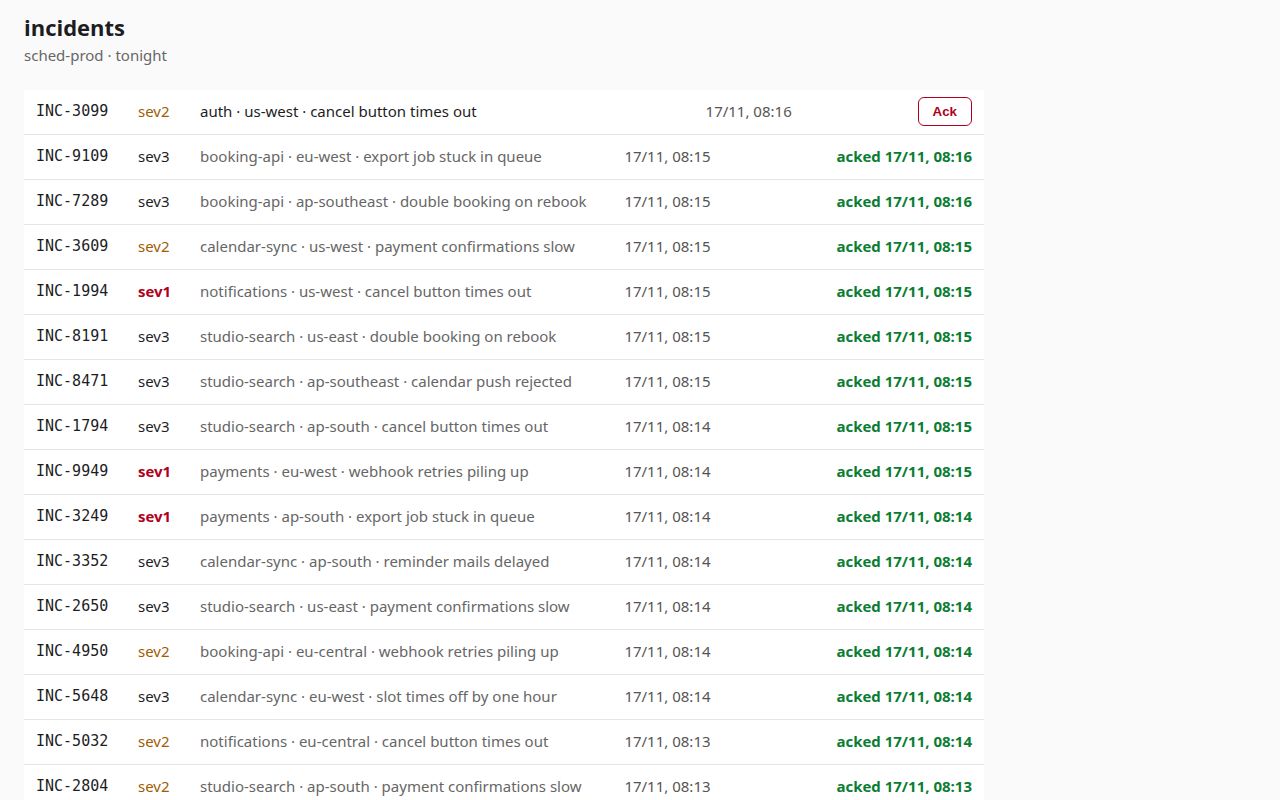 incidents
sched-prod · tonight
INC-3099 sev2 auth · us-west · cancel button times out 17/11, 08:16 Ack
INC-9109 sev3 booking-api · eu-west · export job stuck in queue 17/11, 08:15 acked 17/11, 08:16
INC-7289 sev3 booking-api · ap-southeast · double booking on rebook 17/11, 08:15 acked 17/11, 08:16
INC-3609 sev2 calendar-sync · us-west · payment confirmations slow 17/11, 08:15 acked 17/11, 08:15
INC-1994 sev1 notifications · us-west · cancel button times out 17/11, 08:15 acked 17/11, 08:15
INC-8191 sev3 studio-search · us-east · double booking on rebook 17/11, 08:15 acked 17/11, 08:15
INC-8471 sev3 studio-search · ap-southeast · calendar push rejected 17/11, 08:15 acked 17/11, 08:15
INC-1794 sev3 studio-search · ap-south · cancel button times out 17/11, 08:14 acked 17/11, 08:15
INC-9949 sev1 payments · eu-west · webhook retries piling up 17/11, 08:14 acked 17/11, 08:15
INC-3249 sev1 payments · ap-south · export job stuck in queue 17/11, 08:14 acked 17/11, 08:14
INC-3352 sev3 calendar-sync · ap-south · reminder mails delayed 17/11, 08:14 acked 17/11, 08:14
INC-2650 sev3 studio-search · us-east · payment confirmations slow 17/11, 08:14 acked 17/11, 08:14
INC-4950 sev2 booking-api · eu-central · webhook retries piling up 17/11, 08:14 acked 17/11, 08:14
INC-5648 sev3 calendar-sync · eu-west · slot times off by one hour 17/11, 08:14 acked 17/11, 08:14
INC-5032 sev2 notifications · eu-central · cancel button times out 17/11, 08:13 acked 17/11, 08:14
INC-2804 sev2 studio-search · ap-south · payment confirmations slow 17/11, 08:13 acked 17/11, 08:13